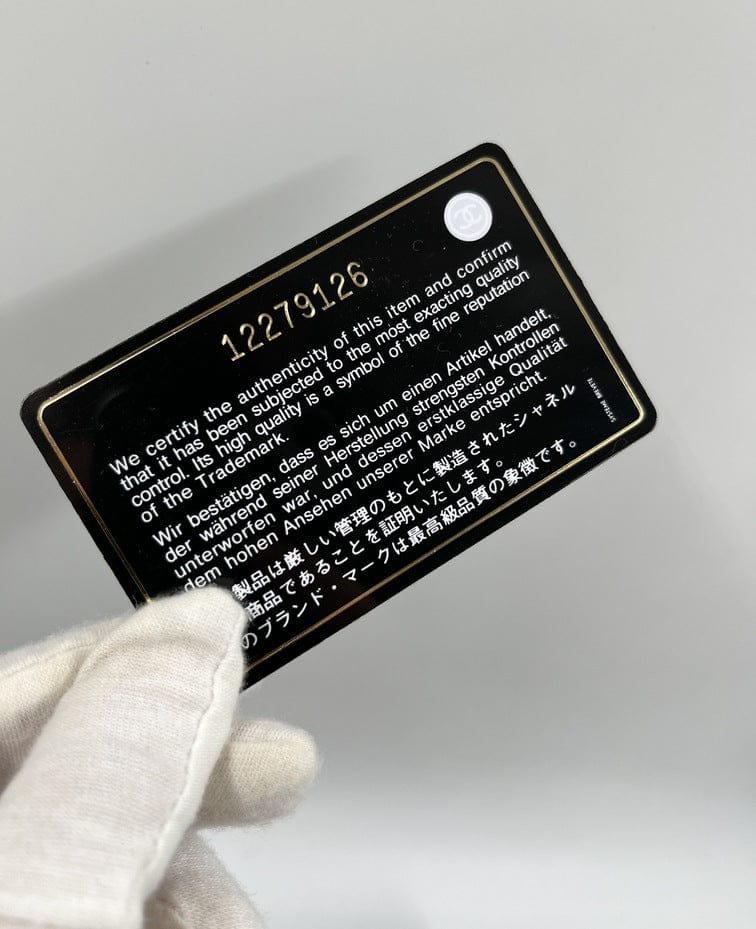 12279126
We certify the authenticity of this item and confirm
that it has been subjected to the most exacting quality
control. Its high quality is a symbol of the fine reputation
of the Trademark.
Wir bestätigen, dass es sich um einen Artikel handelt,
der während seiner Herstellung strengsten Kontrollen
unterworfen war, und dessen erstklassige Qualität
dem hohen Ansehen unserer Marke entspricht.
製品は厳しい管理のもとに製造されたシャネル
商品であることを証明いたします。
のブランド・マークは最高級品質の象徴です。
SYSTEME BREVETE